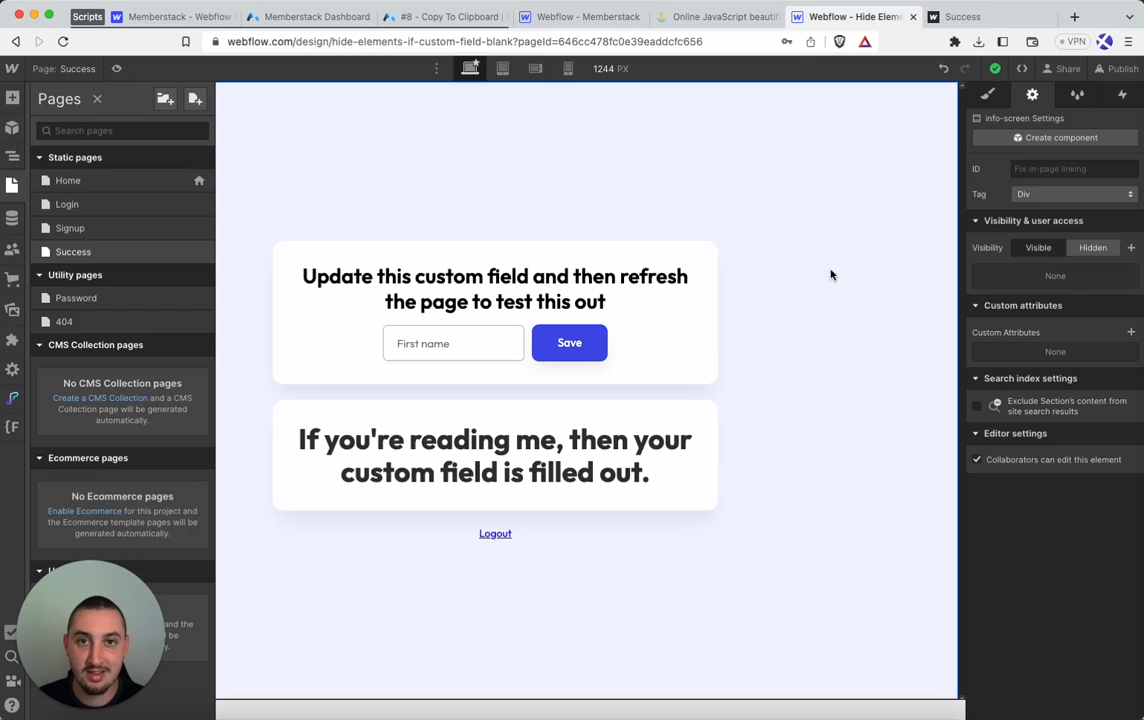 Scripts
Memberstack - Webflow
Memberstack Dashboard
#8 - Copy To Clipboard |
Webflow - Memberstack
Online JavaScript beautif
Webflow - Hide Eleme
Success
webflow.com/design/hide-elements-if-custom-field-blank?pageId=646cc478fc0e39eaddcfc656
VPN
Page: Success
1244 PX
Share
Publish
Pages
Search pages
Static pages
Home
Login
Signup
Success
Utility pages
Password
404
CMS Collection pages
No CMS Collection pages
Create a CMS Collection and a CMS
Collection page will be generated
automatically.
Ecommerce pages
No Ecommerce pages
Enable Ecommerce for this project and
the Ecommerce template pages will be
generated automatically.
and the
be
Update this custom field and then refresh
the page to test this out
First name
Save
If you're reading me, then your
custom field is filled out.
Logout
info-screen Settings
Create component
ID
For in-page linking
Tag
Div
Visibility & user access
Visibility
Visible
Hidden
None
Custom attributes
Custom Attributes
None
Search index settings
Exclude Section's content from
site search results
Editor settings
Collaborators can edit this element